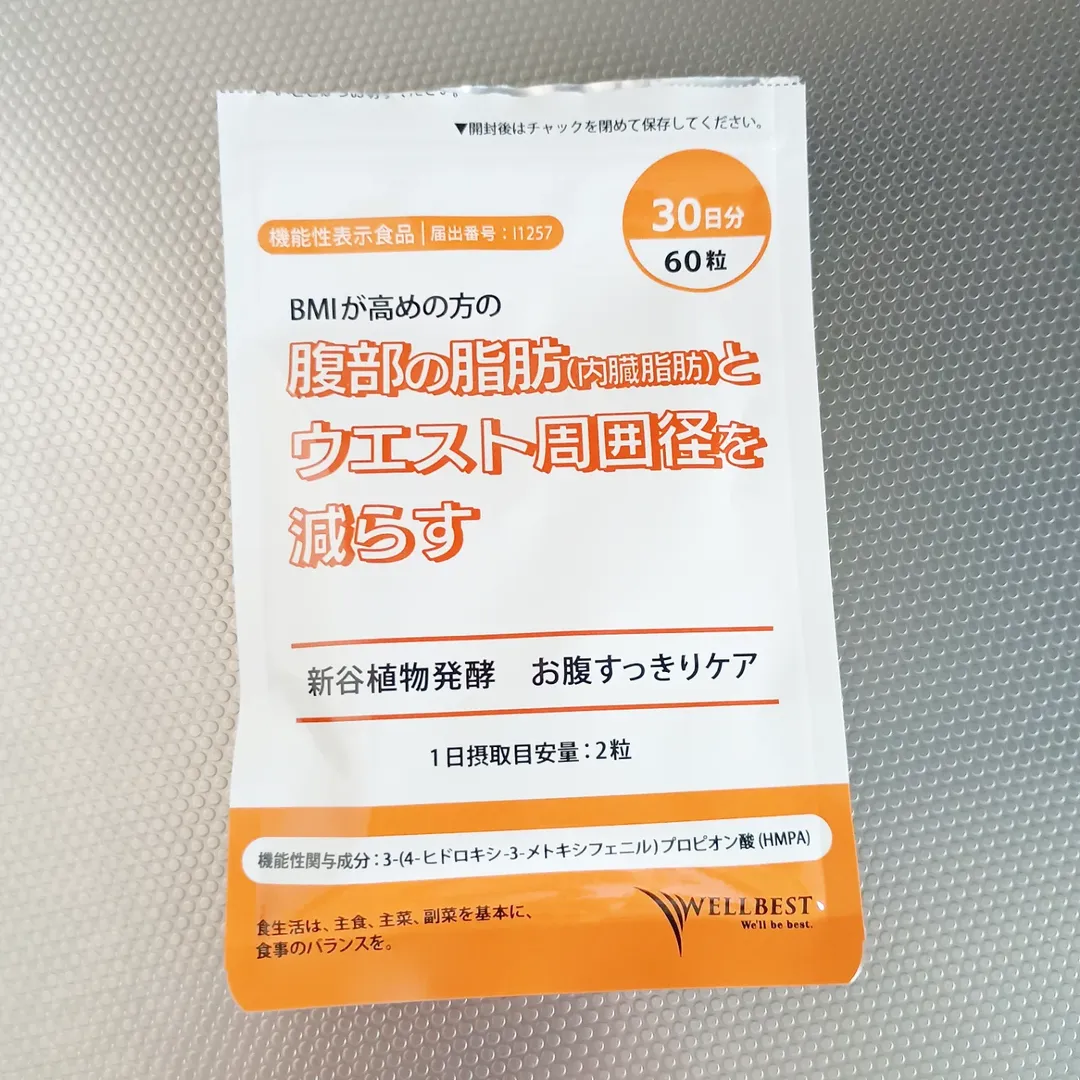 ▼開封後はチャックを閉めて保存してください。
30日分
60粒
機能性表示食品|届出番号:I1257
BMIが高めの方の
腹部の脂肪(内臓脂肪)と
ウエスト周囲径を
減らす
新谷植物発酵 お腹すっきりケア
1日摂取目安量:2粒
機能性関与成分:3-(4-ヒドロキシ-3-メトキシフェニル)プロピオン酸(HMPA)
食生活は、主食、主菜、副菜を基本に、
食事のバランスを。
WELLBEST
We'll be best.